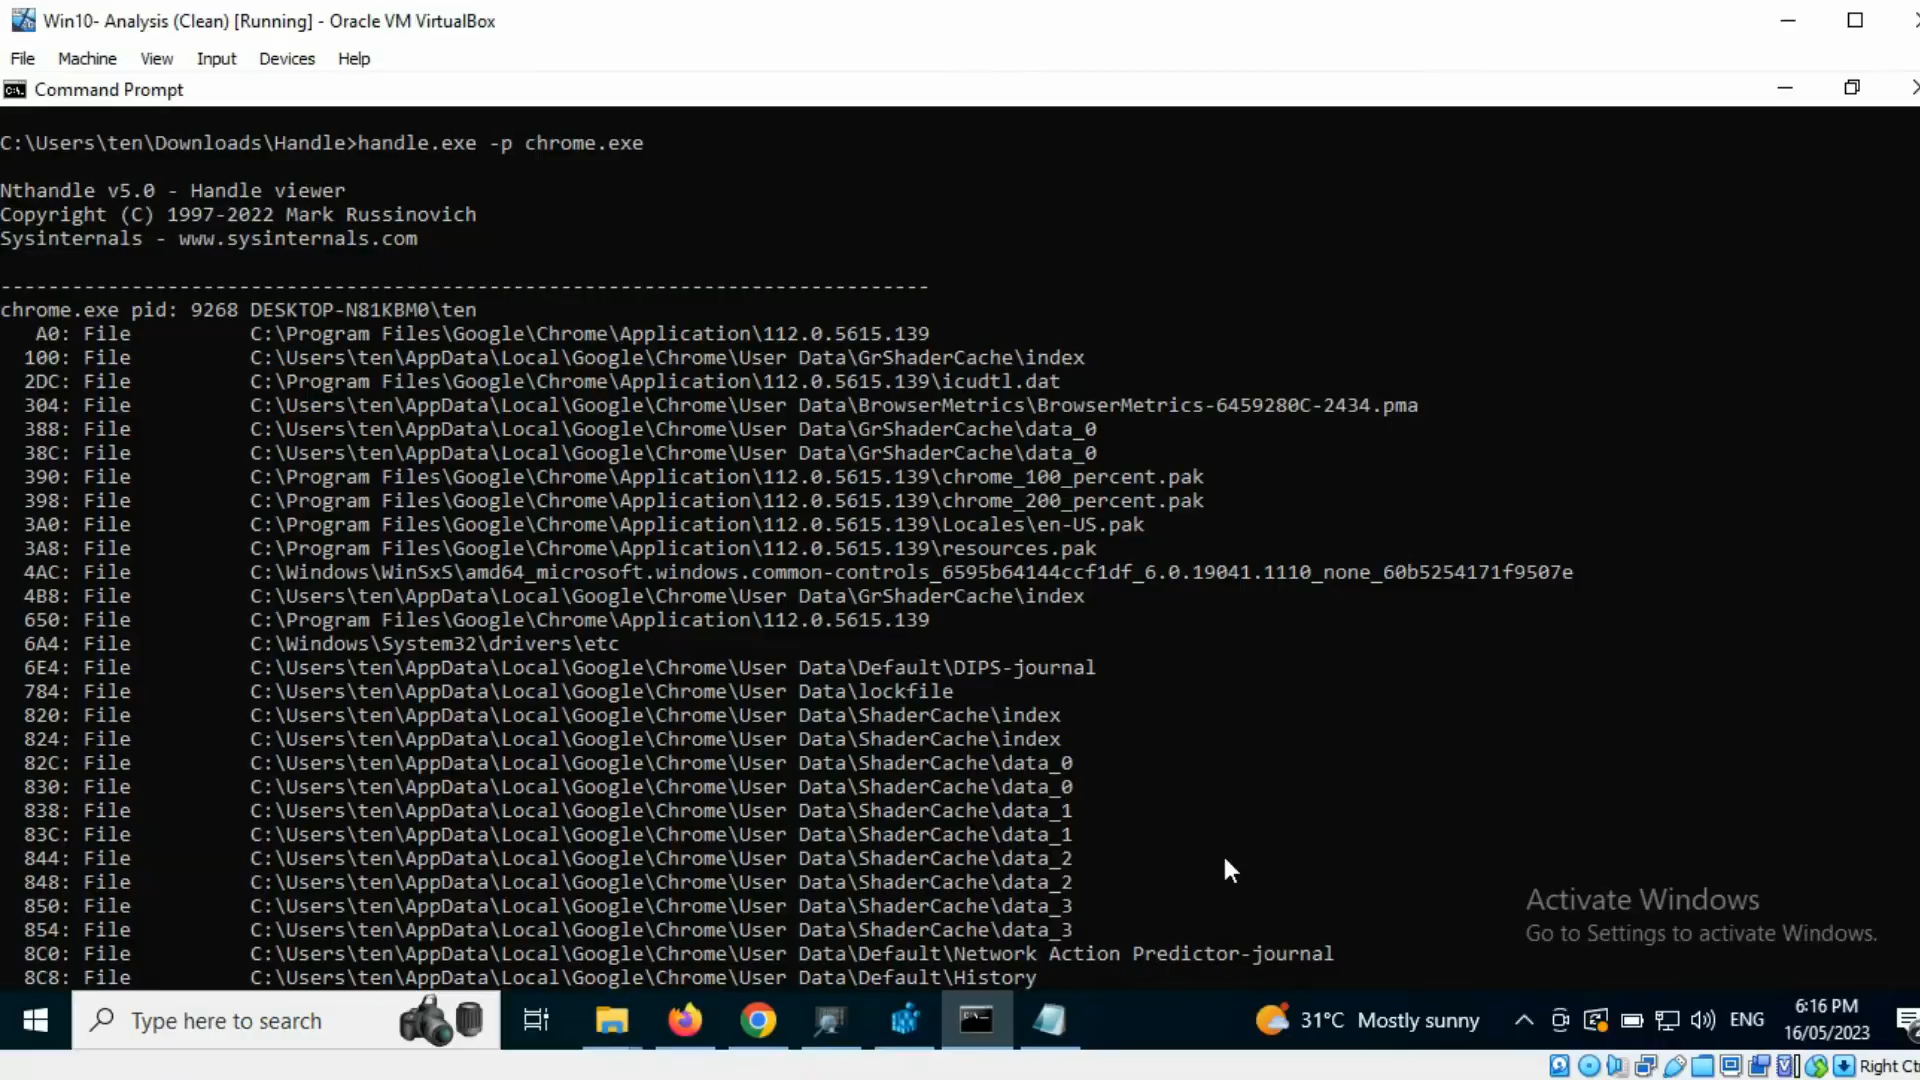 Win10- Analysis (Clean) [Running] - Oracle VM VirtualBox
File Machine View Input Devices Help
Command Prompt
C:\Users\ten\Downloads\Handle>handle.exe -p chrome.exe
Nthandle v5.0 - Handle viewer
Copyright (C) 1997-2022 Mark Russinovich
Sysinternals - www.sysinternals.com
------------------------------------------------------------------------------
chrome.exe pid: 9268 DESKTOP-N81KBM0\ten
A0: File C:\Program Files\Google\Chrome\Application\112.0.5615.139
100: File C:\Users\ten\AppData\Local\Google\Chrome\User Data\GrShaderCache\index
2DC: File C:\Program Files\Google\Chrome\Application\112.0.5615.139\icudtl.dat
304: File C:\Users\ten\AppData\Local\Google\Chrome\User Data\BrowserMetrics\BrowserMetrics-6459280C-2434.pma
388: File C:\Users\ten\AppData\Local\Google\Chrome\User Data\GrShaderCache\data_0
38C: File C:\Users\ten\AppData\Local\Google\Chrome\User Data\GrShaderCache\data_0
390: File C:\Program Files\Google\Chrome\Application\112.0.5615.139\chrome_100_percent.pak
398: File C:\Program Files\Google\Chrome\Application\112.0.5615.139\chrome_200_percent.pak
3A0: File C:\Program Files\Google\Chrome\Application\112.0.5615.139\Locales\en-US.pak
3A8: File C:\Program Files\Google\Chrome\Application\112.0.5615.139\resources.pak
4AC: File C:\Windows\WinSxS\amd64_microsoft.windows.common-controls_6595b64144ccf1df_6.0.19041.1110_none_60b5254171f9507e
4B8: File C:\Users\ten\AppData\Local\Google\Chrome\User Data\GrShaderCache\index
650: File C:\Program Files\Google\Chrome\Application\112.0.5615.139
6A4: File C:\Windows\System32\drivers\etc
6E4: File C:\Users\ten\AppData\Local\Google\Chrome\User Data\Default\DIPS-journal
784: File C:\Users\ten\AppData\Local\Google\Chrome\User Data\lockfile
820: File C:\Users\ten\AppData\Local\Google\Chrome\User Data\ShaderCache\index
824: File C:\Users\ten\AppData\Local\Google\Chrome\User Data\ShaderCache\index
82C: File C:\Users\ten\AppData\Local\Google\Chrome\User Data\ShaderCache\data_0
830: File C:\Users\ten\AppData\Local\Google\Chrome\User Data\ShaderCache\data_0
838: File C:\Users\ten\AppData\Local\Google\Chrome\User Data\ShaderCache\data_1
83C: File C:\Users\ten\AppData\Local\Google\Chrome\User Data\ShaderCache\data_1
844: File C:\Users\ten\AppData\Local\Google\Chrome\User Data\ShaderCache\data_2
848: File C:\Users\ten\AppData\Local\Google\Chrome\User Data\ShaderCache\data_2
850: File C:\Users\ten\AppData\Local\Google\Chrome\User Data\ShaderCache\data_3
854: File C:\Users\ten\AppData\Local\Google\Chrome\User Data\ShaderCache\data_3
8C0: File C:\Users\ten\AppData\Local\Google\Chrome\User Data\Default\Network Action Predictor-journal
8C8: File C:\Users\ten\AppData\Local\Google\Chrome\User Data\Default\History
Activate Windows
Go to Settings to activate Windows.
Type here to search
31°C Mostly sunny
ENG
6:16 PM
16/05/2023
Right Ct